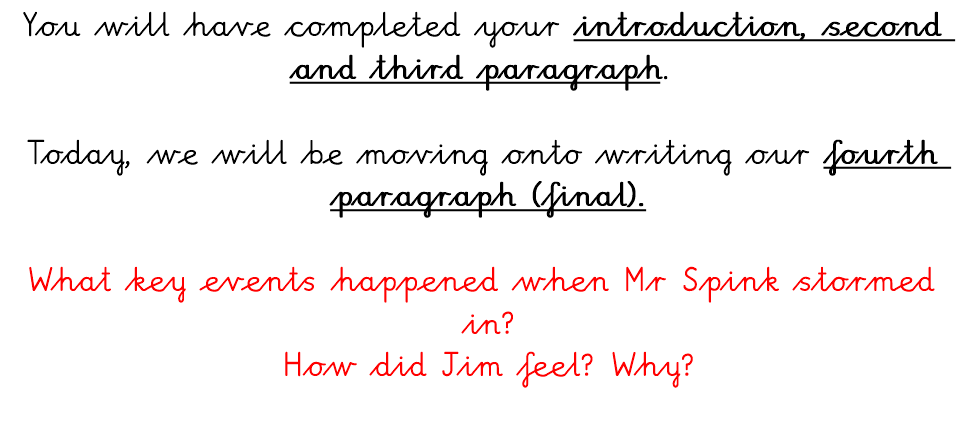 You will have completed your introduction, second
and third paragraph.
Today, we will be moving onto writing our fourth
paragraph (final).
What key events happened when Mr Spink stormed
in?
How did Jim feel? Why?